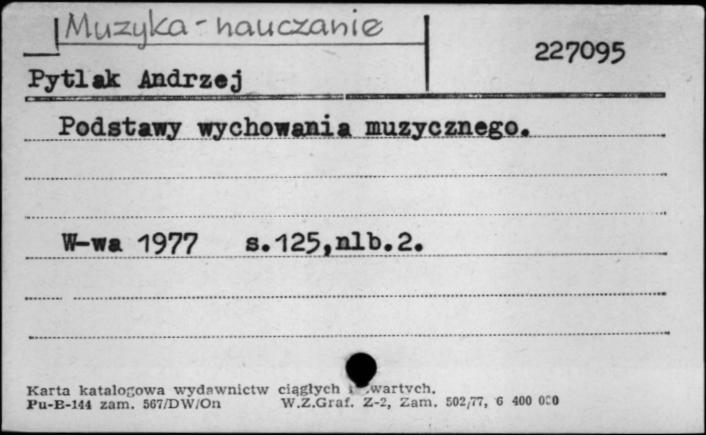 Muzyka - nauczanie
227095
Pytlak Andrzej
Podstawy wychowania muzycznego.
W-wa 1977 s.125,nlb.2.
Karta katalogowa wydawnictw ciągłych i zwartych.
Pu-B-144 zam. 567/DW/On W.Z.Graf. Z-2, Zam. 502/77, 6 400 000